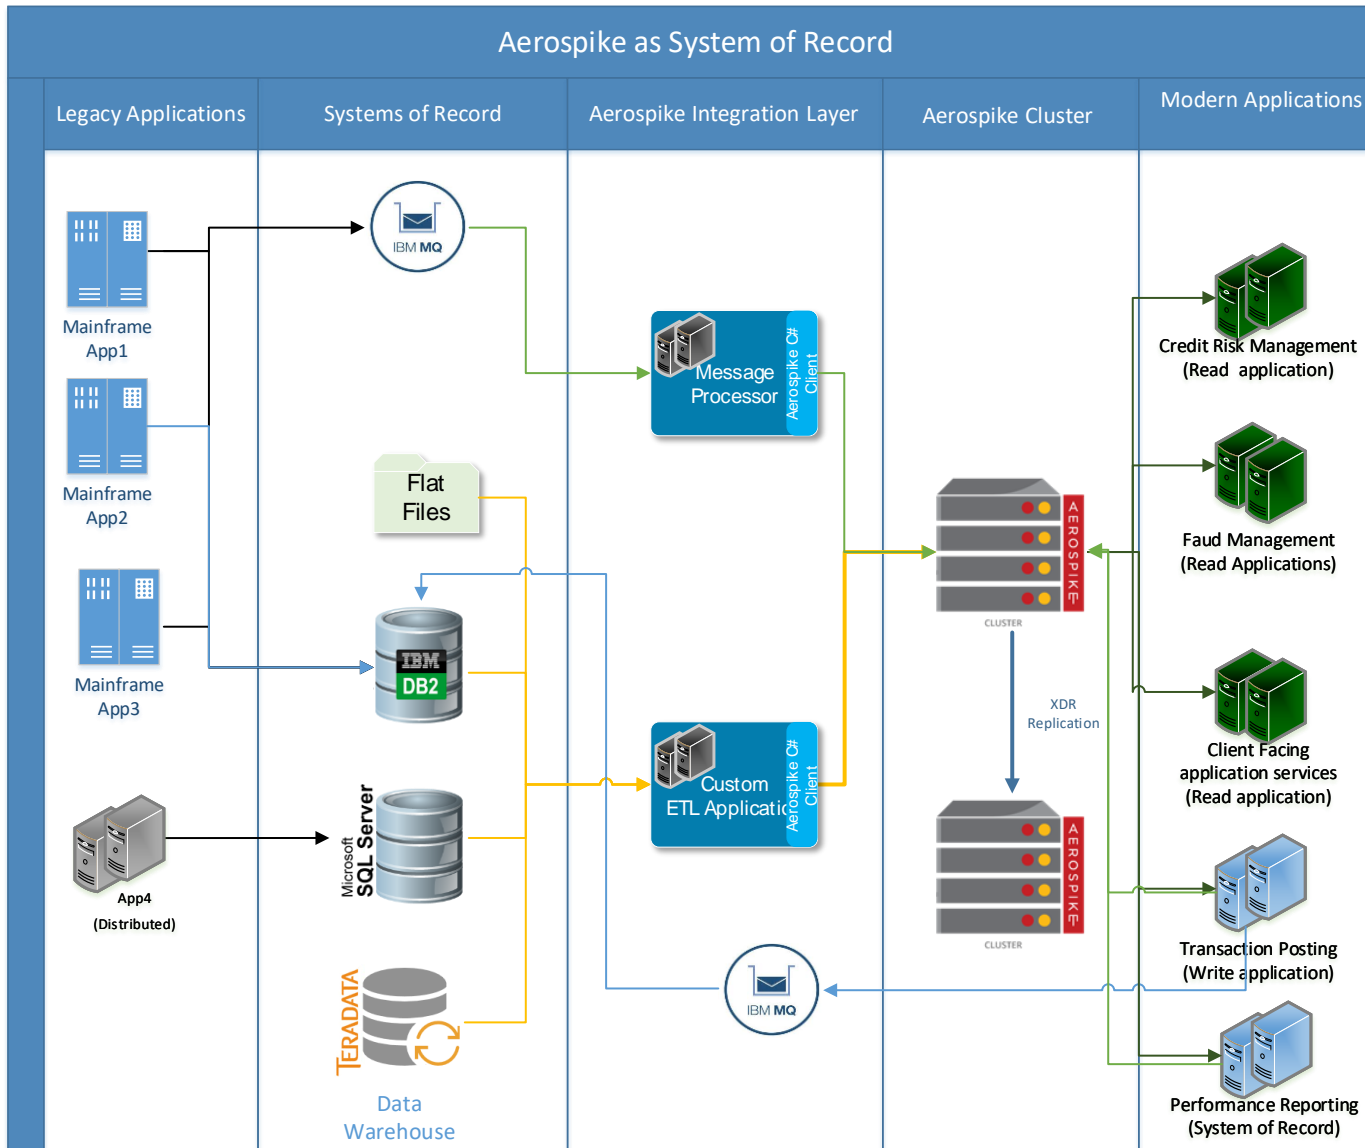 Aerospike as System of Record
Legacy Applications
Systems of Record
Aerospike Integration Layer
Aerospike Cluster
Modern Applications
IBM MQ
Mainframe
App1
Mainframe
App2
Mainframe
App3
App4
(Distributed)
Flat
Files
IBM
DB2
Microsoft
SQL Server
TERADATA
Data
Warehouse
Message
Processor
Aerospike C#
Client
Custom
ETL Application
Aerospike C#
Client
IBM MQ
AEROSPIKE
CLUSTER
XDR
Replication
AEROSPIKE
CLUSTER
Credit Risk Management
(Read application)
Faud Management
(Read Applications)
Client Facing
application services
(Read application)
Transaction Posting
(Write application)
Performance Reporting
(System of Record)